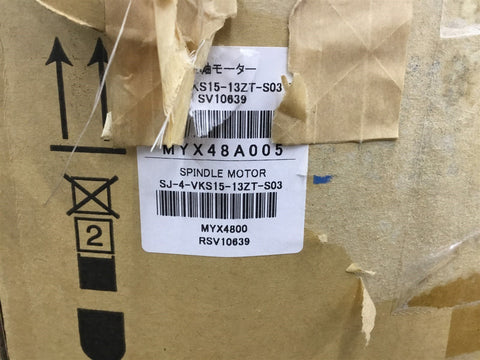 軸モーター
VKS15-13ZT-S03
SV10639
MYX48A005
SPINDLE MOTOR
SJ-4-VKS15-13ZT-S03
MYX4800
RSV10639
2